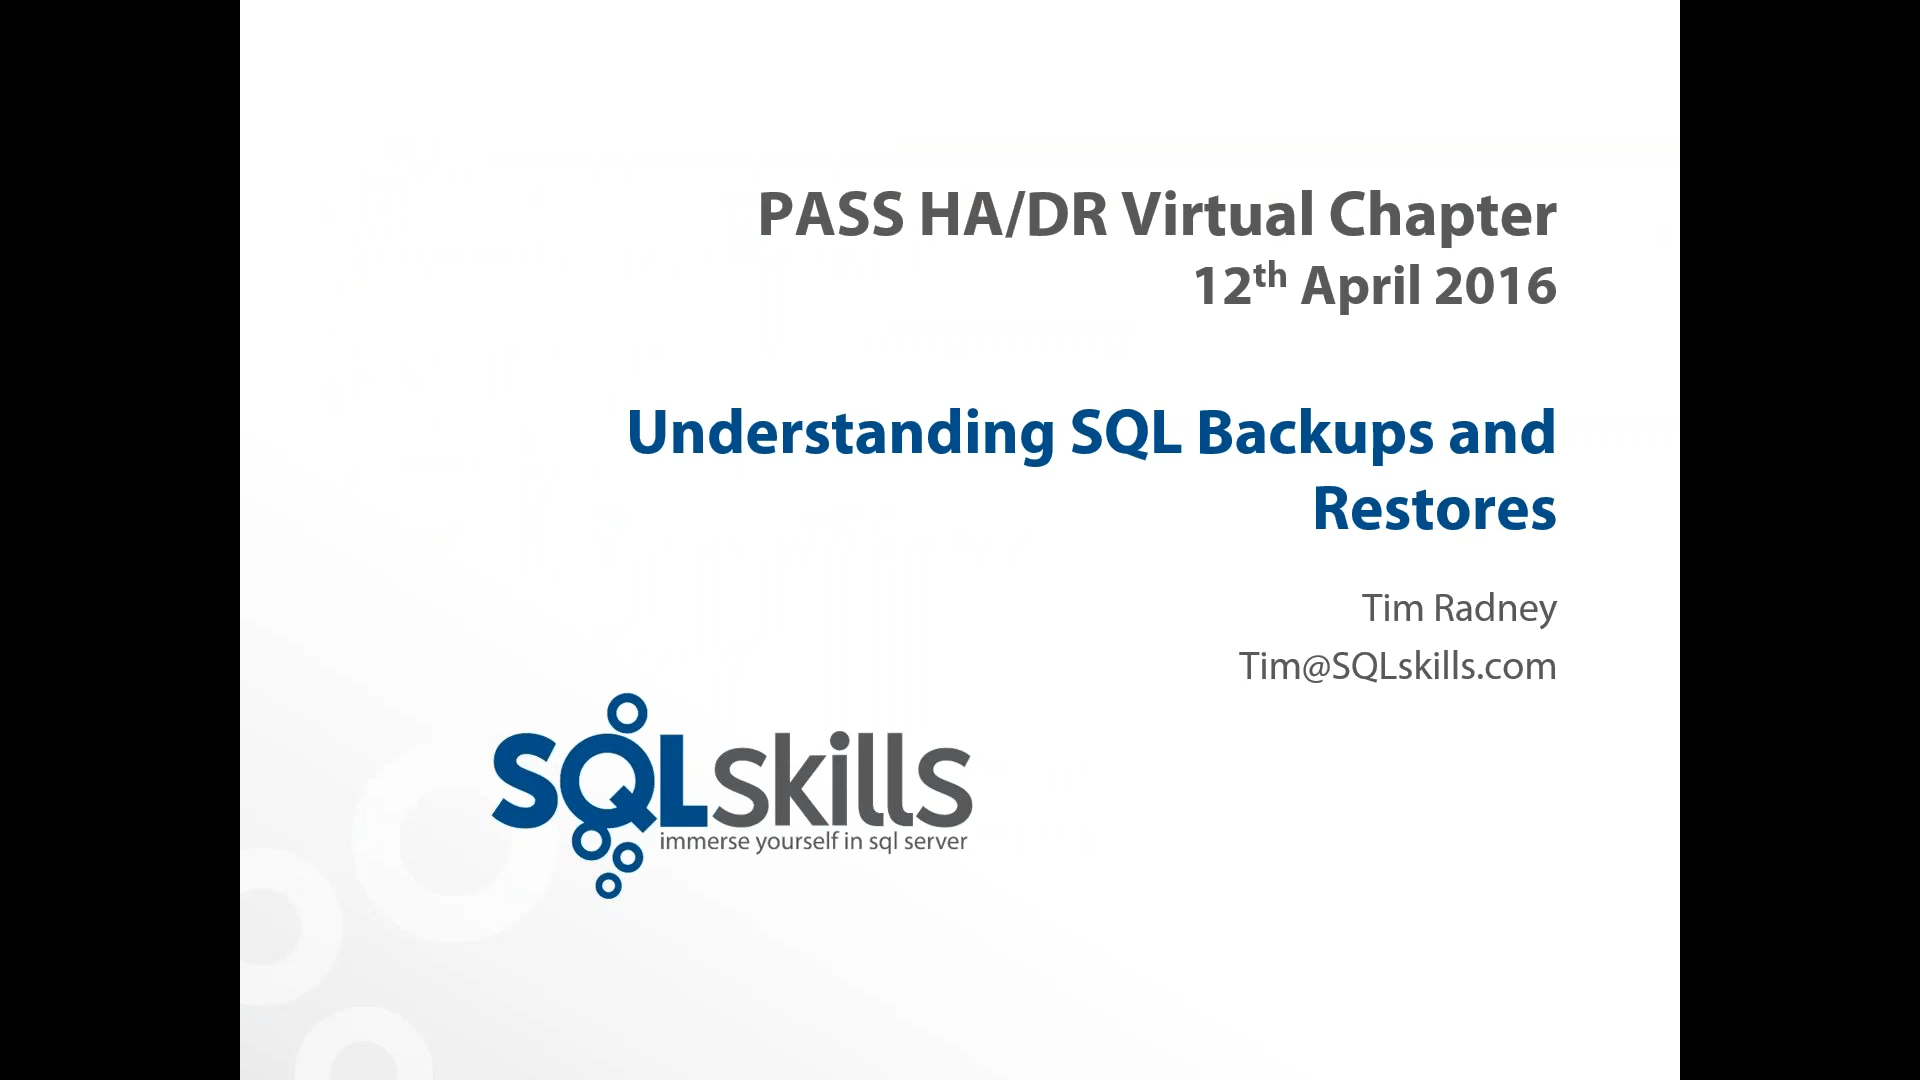 PASS HA/DR Virtual Chapter
12th April 2016
Understanding SQL Backups and
Restores
Tim Radney
Tim@SQLskills.com
SQLskills
immerse yourself in sql server